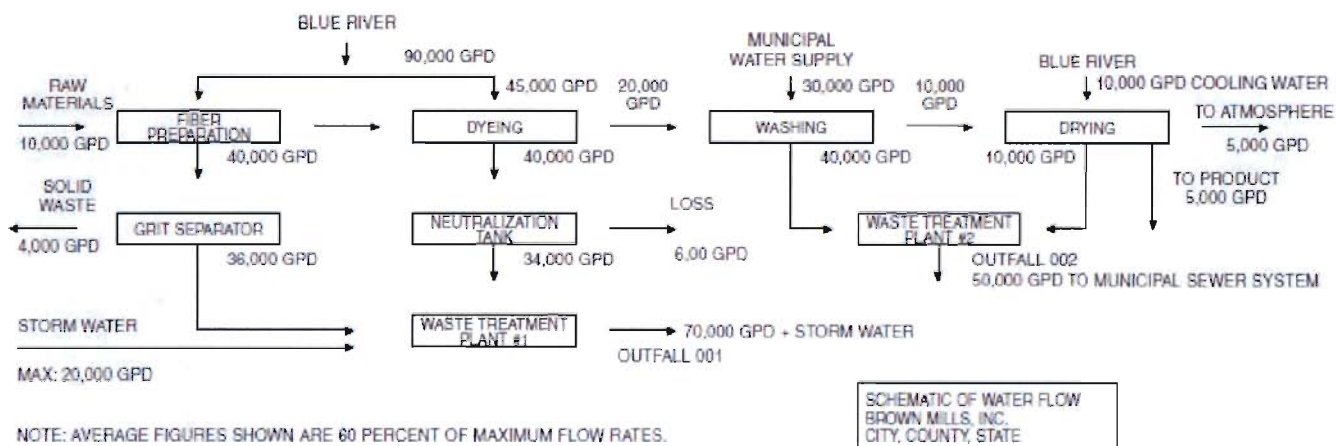 BLUE RIVER
90,000 GPD
MUNICIPAL
WATER SUPPLY
BLUE RIVER
RAW
MATERIALS
45,000 GPD
20,000
GPD
30,000 GPD
10,000
GPD
10,000 GPD COOLING WATER
TO ATMOSPHERE
FIBER
PREPARATION
DYEING
WASHING
DRYING
10,000 GPD
40,000 GPD
40,000 GPD
40,000 GPD
10,000 GPD
5,000 GPD
TO PRODUCT
5,000 GPD
SOLID
WASTE
LOSS
GRIT SEPARATOR
NEUTRALIZATION
TANK
WASTE TREATMENT
PLANT #2
4,000 GPD
36,000 GPD
34,000 GPD
6,00 GPD
OUTFALL 002
50,000 GPD TO MUNICIPAL SEWER SYSTEM
STORM WATER
WASTE TREATMENT
PLANT #1
70,000 GPD + STORM WATER
OUTFALL 001
MAX: 20,000 GPD
SCHEMATIC OF WATER FLOW
BROWN MILLS, INC.
CITY, COUNTY, STATE
NOTE: AVERAGE FIGURES SHOWN ARE 60 PERCENT OF MAXIMUM FLOW RATES.